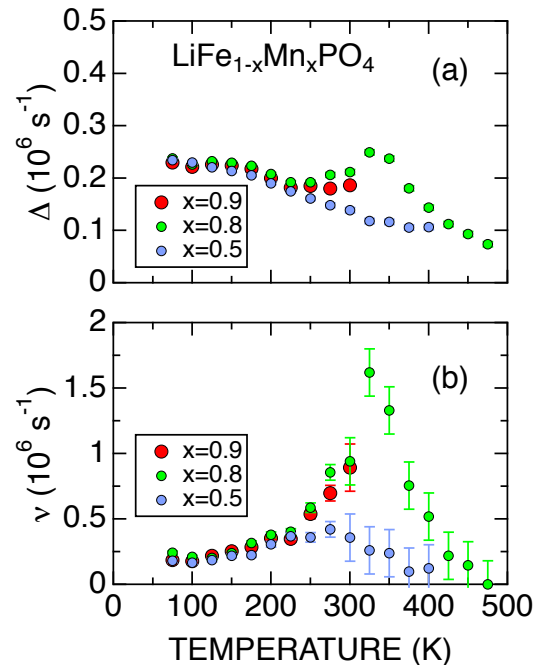 LiFe₁₋ₓMnₓPO₄
(a)
0.5
0.4
0.3
0.2
0.1
0
Δ (10⁶ s⁻¹)
x=0.9
x=0.8
x=0.5
(b)
2
1.5
1
0.5
0
ν (10⁶ s⁻¹)
x=0.9
x=0.8
x=0.5
0 100 200 300 400 500
TEMPERATURE (K)